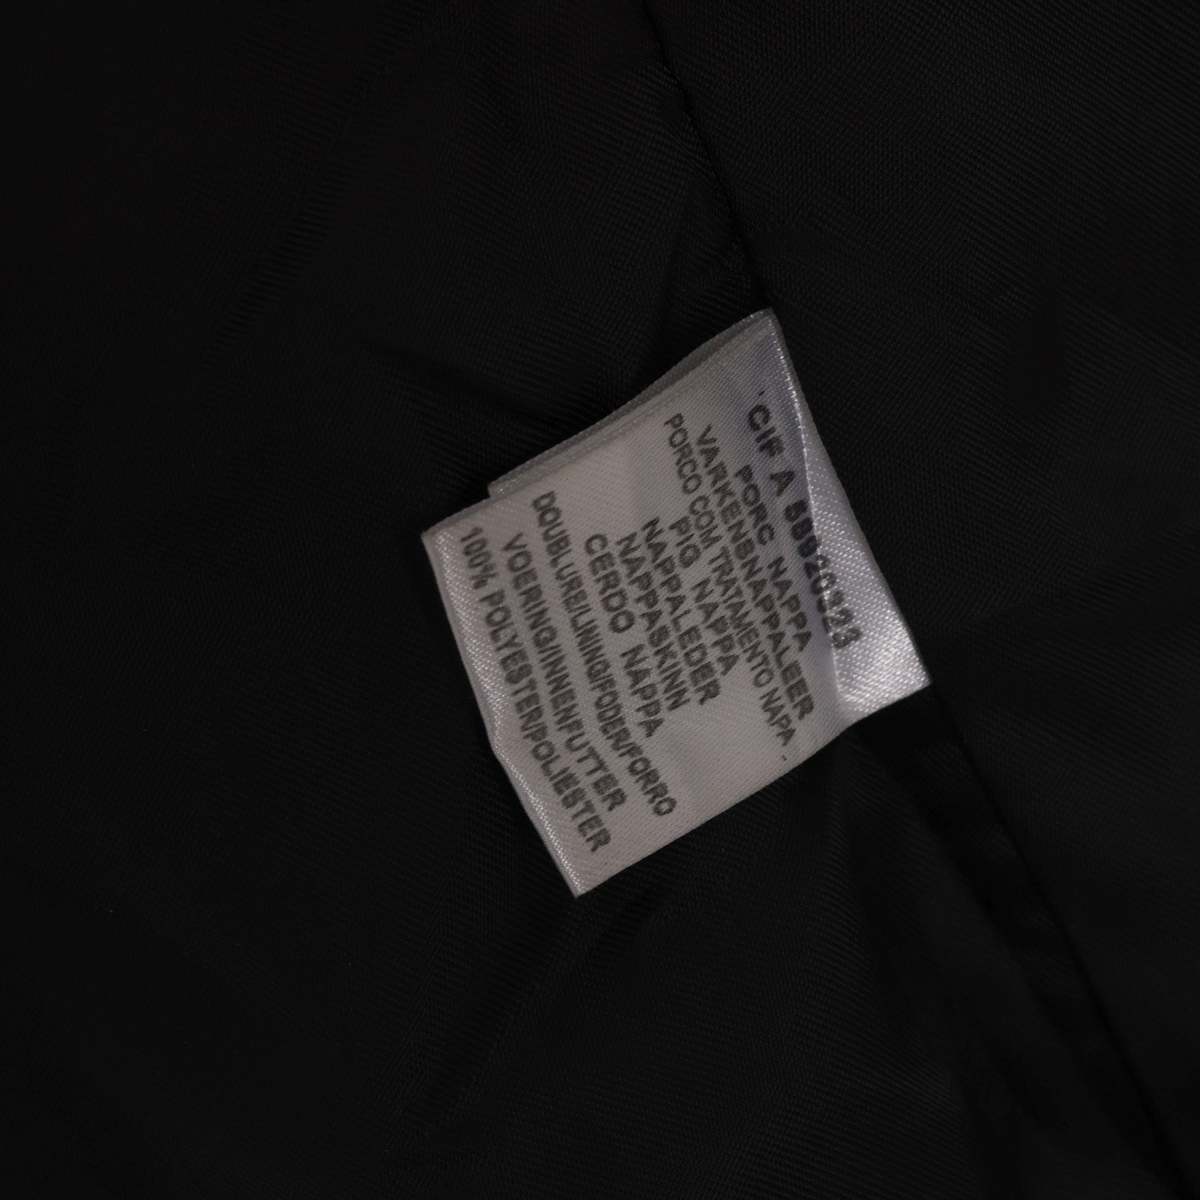 CIF A 58920923
PORC NAPPA
VARKENSNAPPALEER
PORCO COM TRATAMENTO NAPA
PIG NAPPA
NAPPALEDER
NAPPASKINN
CERDO NAPPA
DOUBLURE/LINING/FODER/FORRO
VOERING/INNENFUTTER
100% POLYESTER/POLIESTER